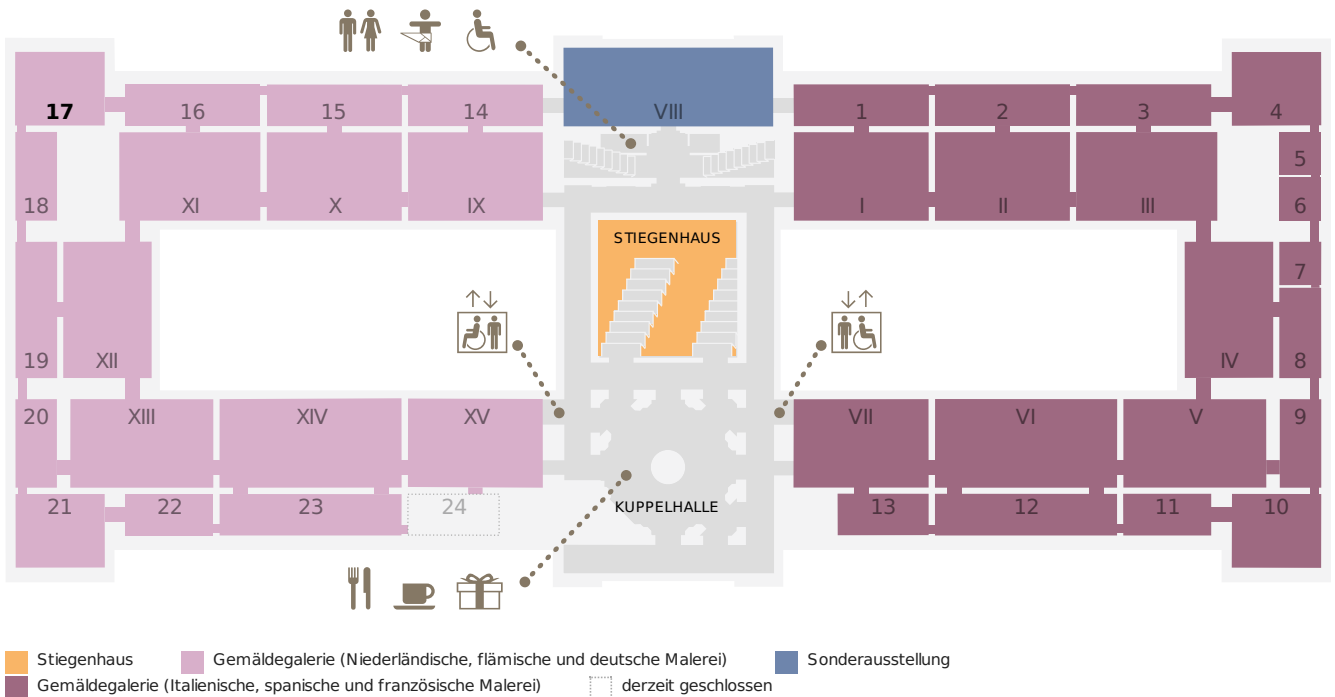 17 16 15 14 VIII 1 2 3 4
5
18 XI X IX I II III 6
STIEGENHAUS
7
19 XII IV 8
20 XIII XIV XV VII VI V 9
21 22 23 24 KUPPELHALLE 13 12 11 10
Stiegenhaus Gemäldegalerie (Niederländische, flämische und deutsche Malerei) Sonderausstellung
Gemäldegalerie (Italienische, spanische und französische Malerei) derzeit geschlossen